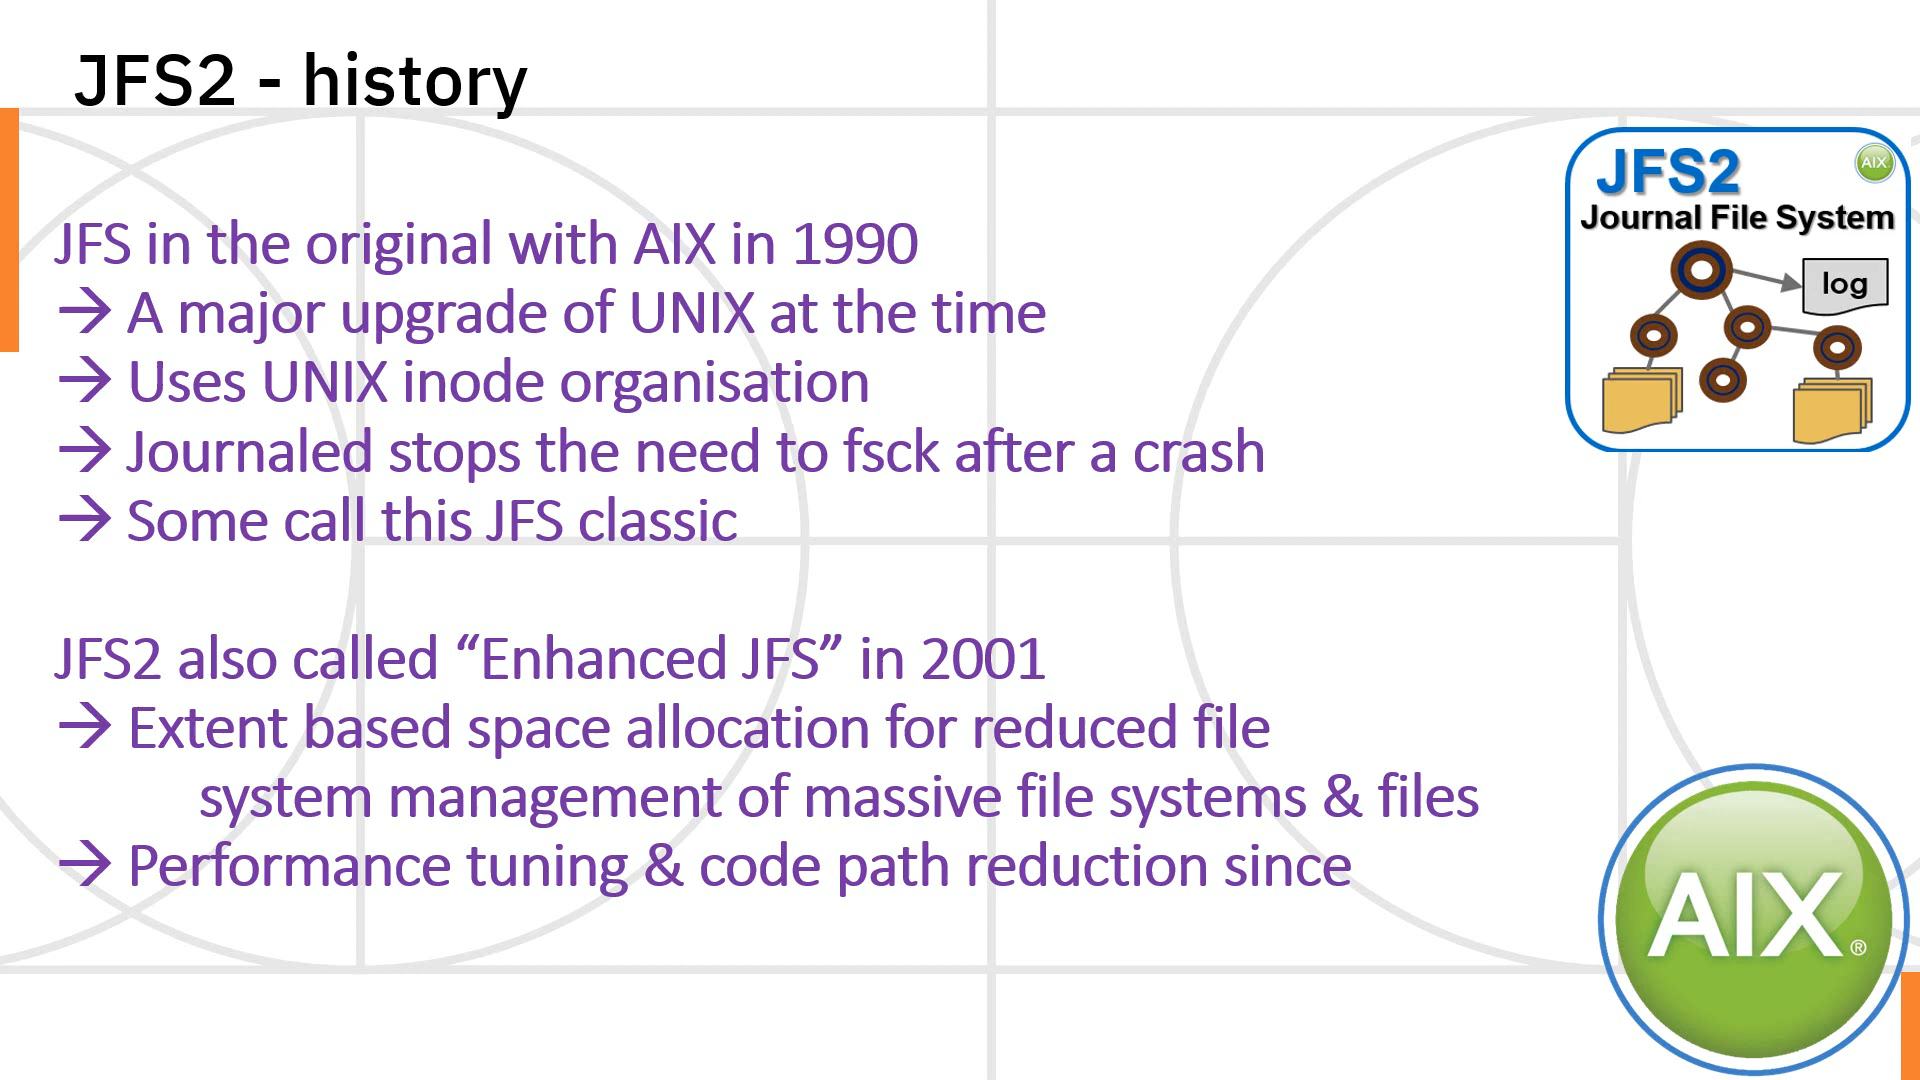 JFS2 - history
JFS in the original with AIX in 1990
→ A major upgrade of UNIX at the time
→ Uses UNIX inode organisation
→ Journaled stops the need to fsck after a crash
→ Some call this JFS classic
JFS2 also called “Enhanced JFS” in 2001
→ Extent based space allocation for reduced file
system management of massive file systems & files
→ Performance tuning & code path reduction since
JFS2
AIX
Journal File System
log
AIX®